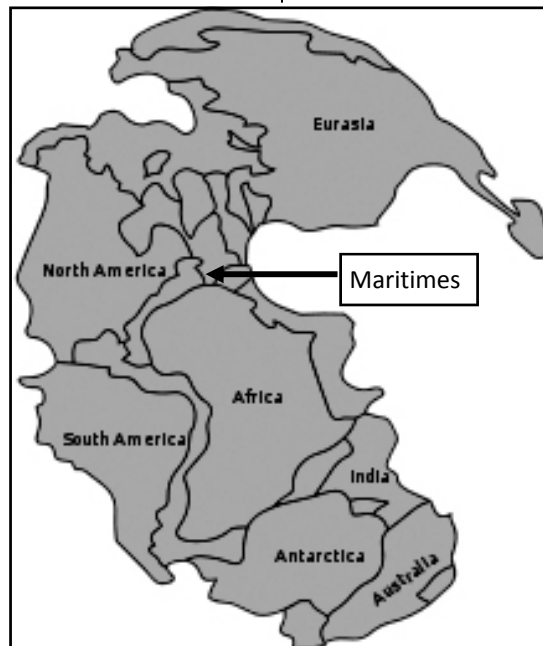 Eurasia
North America
Maritimes
Africa
South America
India
Antarctica
Australia